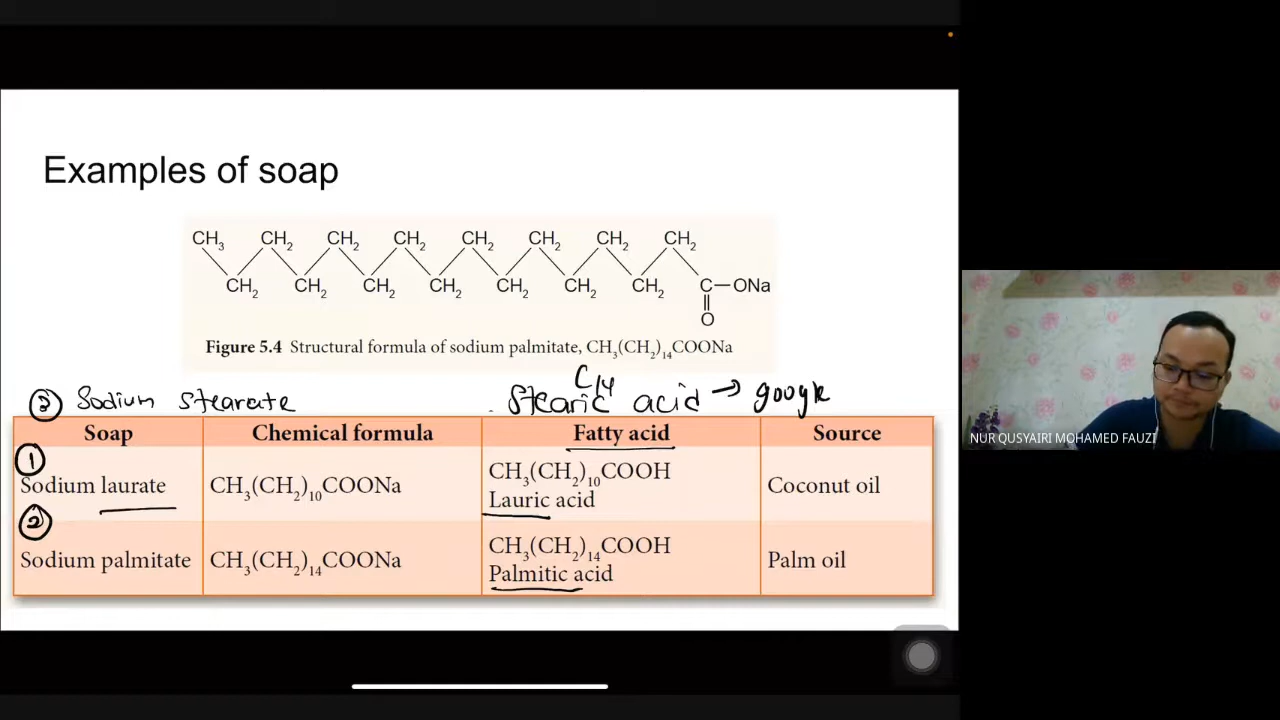 Examples of soap
CH₃ CH₂ CH₂ CH₂ CH₂ CH₂ CH₂ CH₂
CH₂ CH₂ CH₂ CH₂ CH₂ CH₂ CH₂ C—ONa
O
Figure 5.4 Structural formula of sodium palmitate, CH₃(CH₂)₁₄COONa
C14
③ Sodium stearate Stearic acid → google
Soap Chemical formula Fatty acid Source
①
Sodium laurate CH₃(CH₂)₁₀COONa CH₃(CH₂)₁₀COOH Coconut oil
Lauric acid
②
Sodium palmitate CH₃(CH₂)₁₄COONa CH₃(CH₂)₁₄COOH Palm oil
Palmitic acid
NUR QUSYAIRI MOHAMED FAUZI